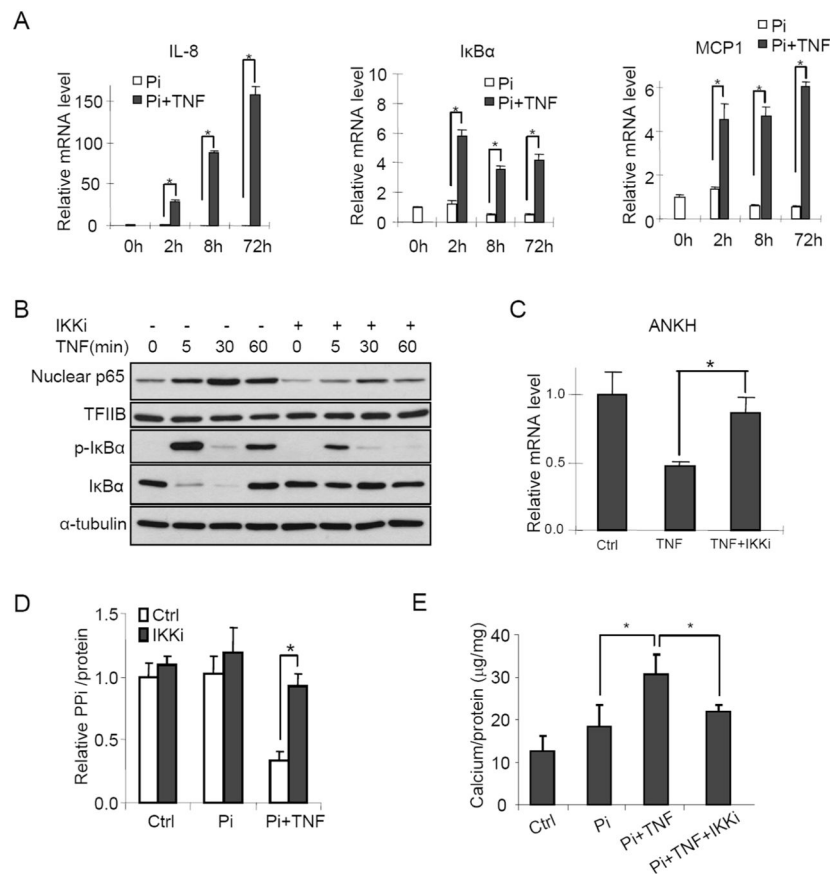 A
IL-8
Pi
Pi+TNF
Relative mRNA level
150
100
50
0
*
*
*
0h 2h 8h 72h
IκBα
Pi
Pi+TNF
Relative mRNA level
10
8
6
4
2
0
*
*
*
0h 2h 8h 72h
MCP1
Pi
Pi+TNF
Relative mRNA level
6
4
2
0
*
*
*
0h 2h 8h 72h
B
IKKi - - - - + + + +
TNF(min) 0 5 30 60 0 5 30 60
Nuclear p65
TFIIB
p-IκBα
IκBα
α-tubulin
C
ANKH
Relative mRNA level
1.0
0.5
0.0
*
Ctrl TNF TNF+IKKi
D
Ctrl
IKKi
Relative PPi /protein
1.5
1.0
0.5
0.0
*
Ctrl Pi Pi+TNF
E
Calcium/protein (μg/mg)
40
30
20
10
0
* *
Ctrl Pi Pi+TNF Pi+TNF+IKKi